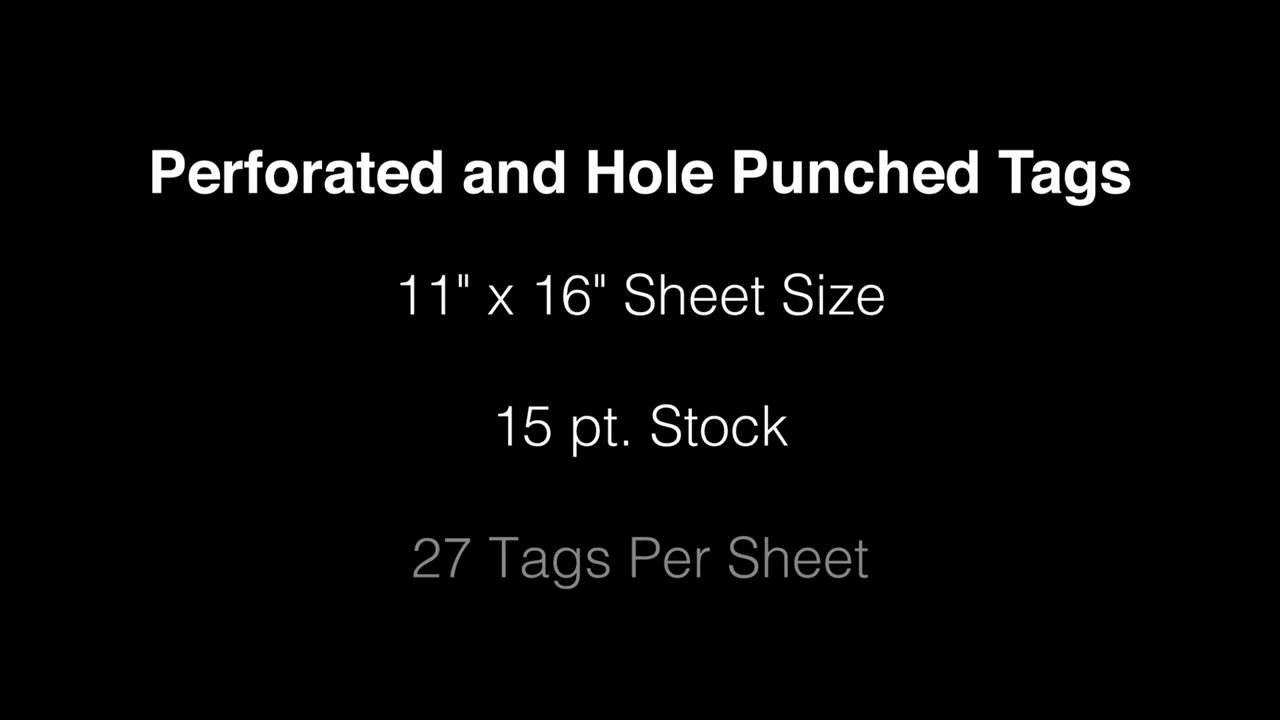 Perforated and Hole Punched Tags
11" x 16" Sheet Size
15 pt. Stock
27 Tags Per Sheet